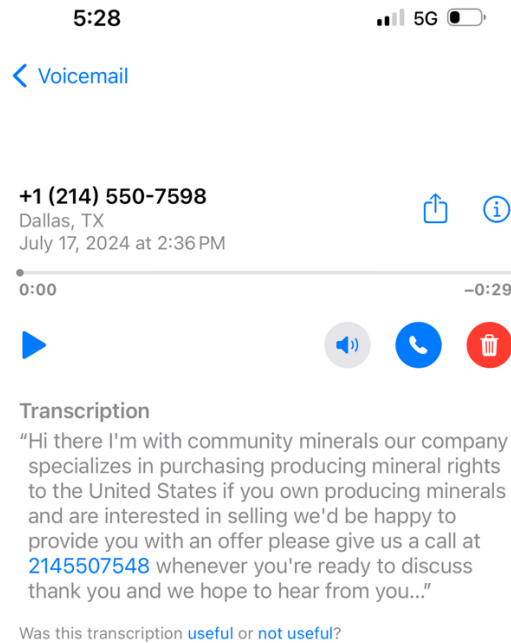 5:28
5G
Voicemail
+1 (214) 550-7598
Dallas, TX
July 17, 2024 at 2:36 PM
0:00
–0:29
Transcription
“Hi there I'm with community minerals our company
specializes in purchasing producing mineral rights
to the United States if you own producing minerals
and are interested in selling we'd be happy to
provide you with an offer please give us a call at
2145507548 whenever you're ready to discuss
thank you and we hope to hear from you...”
Was this transcription useful or not useful?